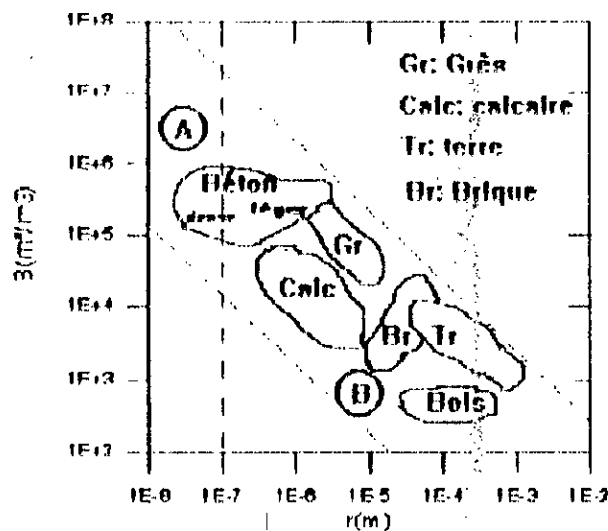 1E+8
Gr: Grès
1E+7
Calc: calcaire
A
Tr: terre
1E+6
Béton
Br: Brique
dense léger
1E+5
Gr
Calc
1E+4
Br Tr
1E+3
B
Bois
1E+2
1E-8 1E-7 1E-6 1E-5 1E-4 1E-3 1E-2
r(m)